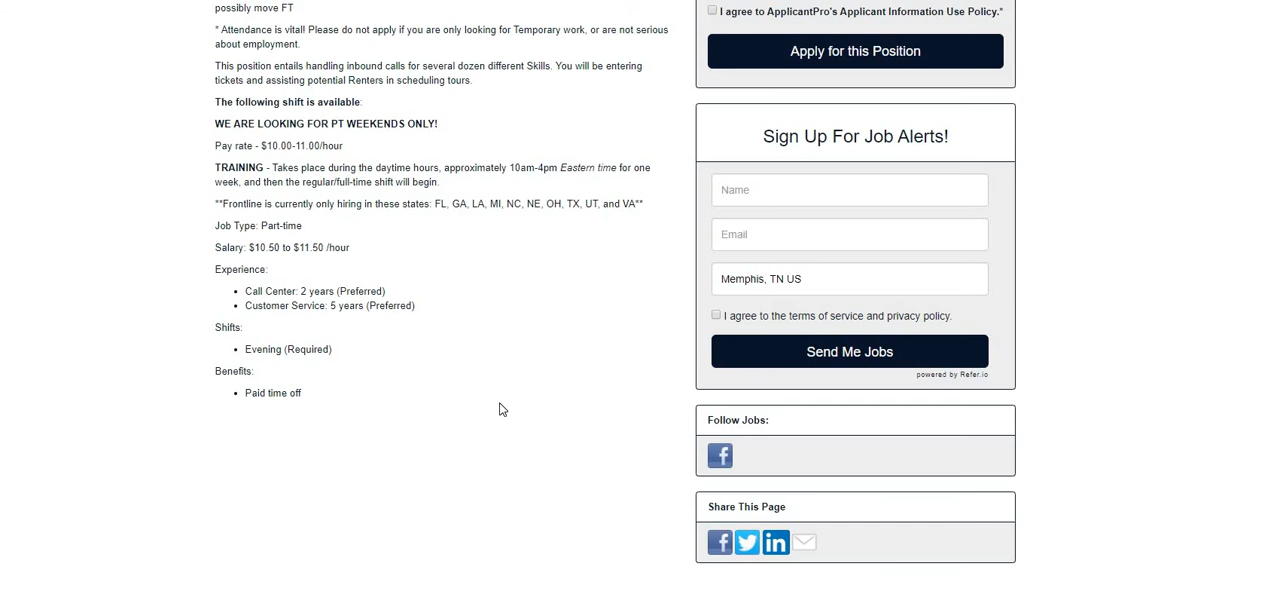 possibly move FT
* Attendance is vital! Please do not apply if you are only looking for Temporary work, or are not serious
about employment.
This position entails handling inbound calls for several dozen different Skills. You will be entering
tickets and assisting potential Renters in scheduling tours.
The following shift is available:
WE ARE LOOKING FOR PT WEEKENDS ONLY!
Pay rate - $10.00-11.00/hour
TRAINING - Takes place during the daytime hours, approximately 10am-4pm Eastern time for one
week, and then the regular/full-time shift will begin.
**Frontline is currently only hiring in these states: FL, GA, LA, MI, NC, NE, OH, TX, UT, and VA**
Job Type: Part-time
Salary: $10.50 to $11.50 /hour
Experience:
• Call Center: 2 years (Preferred)
• Customer Service: 5 years (Preferred)
Shifts:
• Evening (Required)
Benefits:
• Paid time off
I agree to ApplicantPro's Applicant Information Use Policy.*
Apply for this Position
Sign Up For Job Alerts!
Name
Email
Memphis, TN US
I agree to the terms of service and privacy policy.
Send Me Jobs
powered by Refer.io
Follow Jobs:
Share This Page